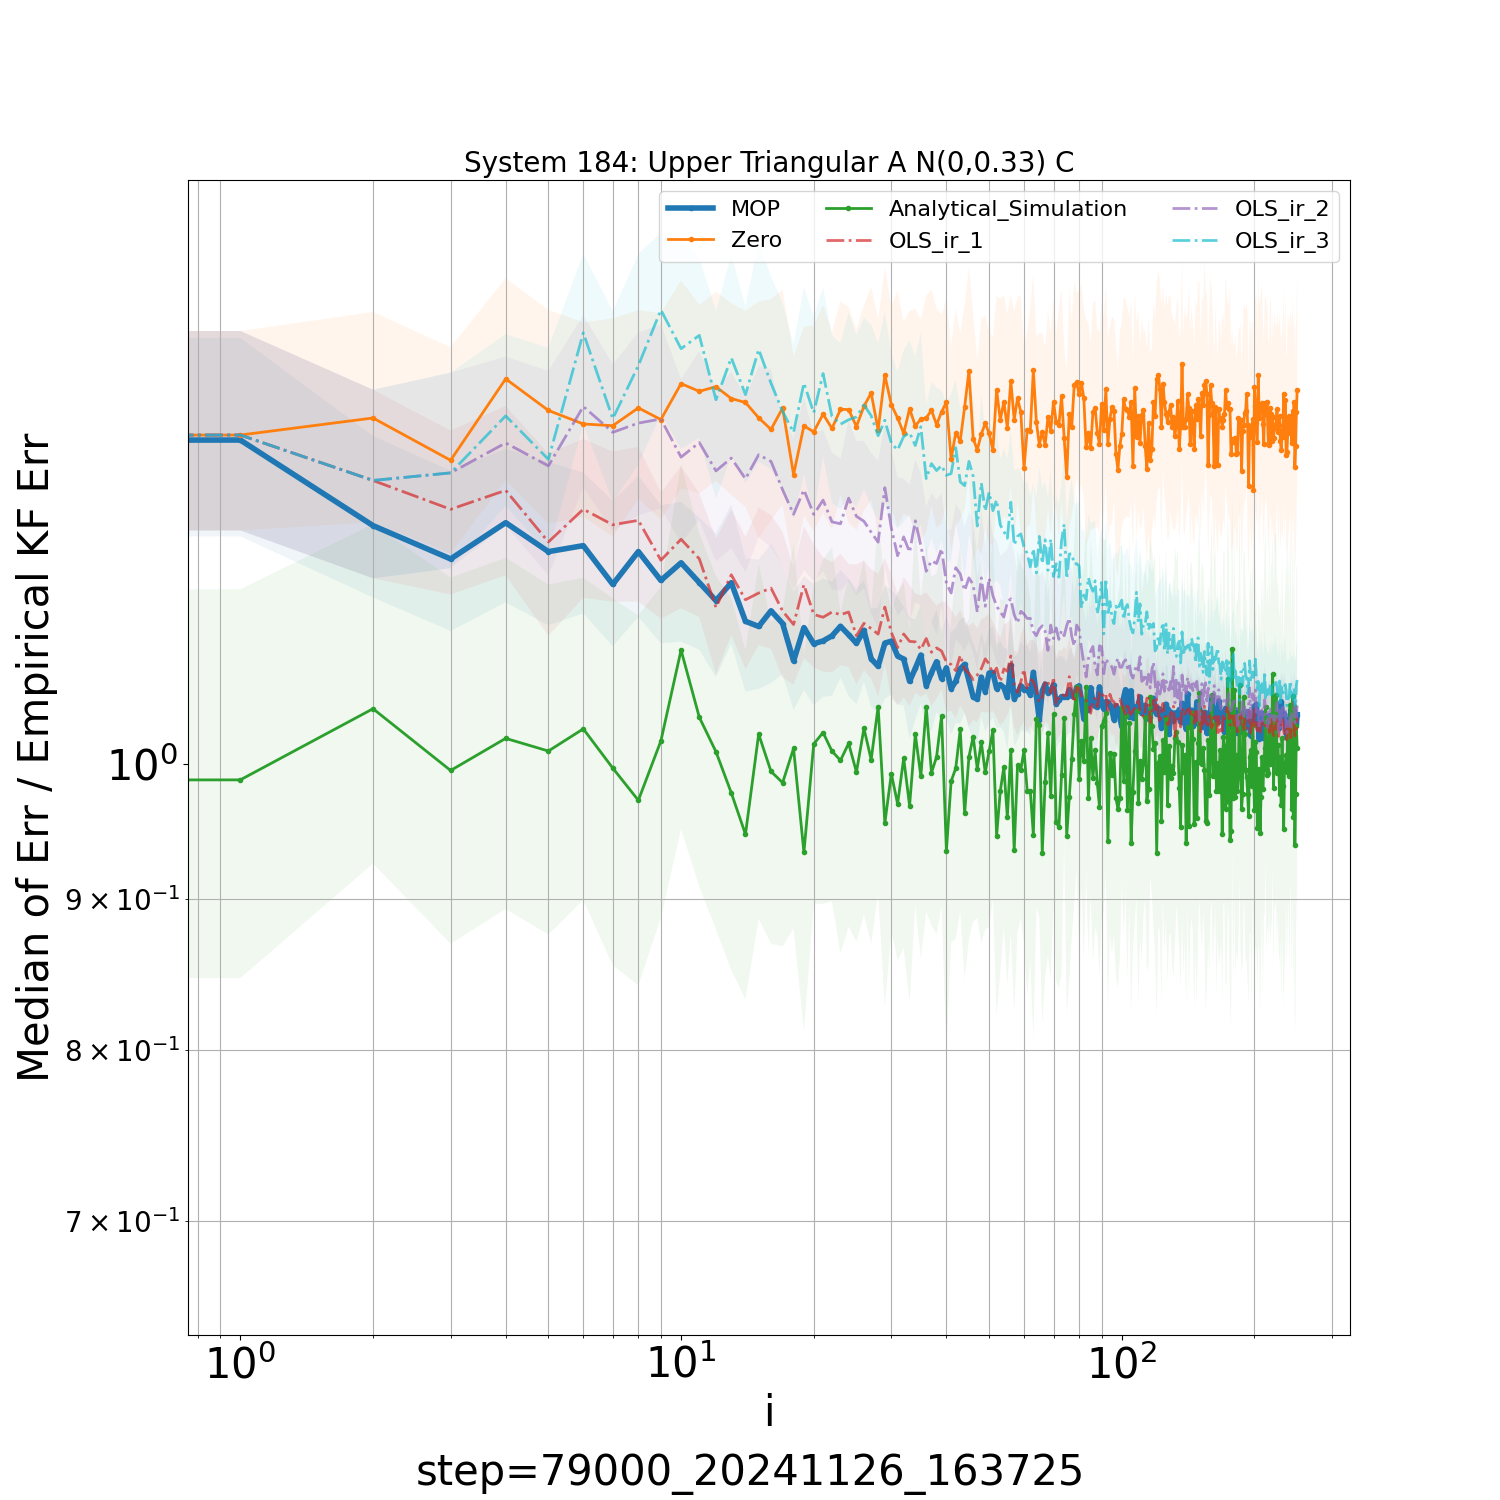 System 184: Upper Triangular A N(0,0.33) C
MOP
Zero
Analytical_Simulation
OLS_ir_1
OLS_ir_2
OLS_ir_3
Median of Err / Empirical KF Err
10⁰
9 × 10⁻¹
8 × 10⁻¹
7 × 10⁻¹
10⁰ 10¹ 10²
i
step=79000_20241126_163725